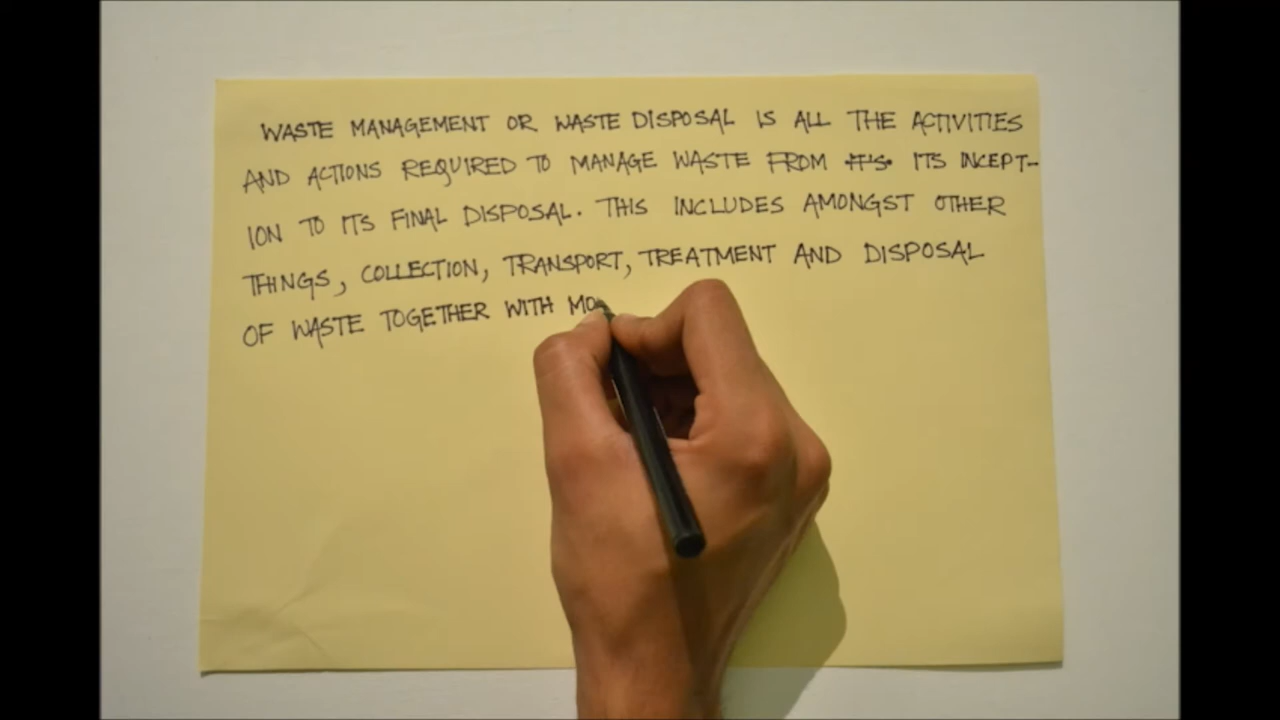 WASTE MANAGEMENT OR WASTE DISPOSAL IS ALL THE ACTIVITIES
AND ACTIONS REQUIRED TO MANAGE WASTE FROM IT'S ITS INCEPT-
ION TO ITS FINAL DISPOSAL. THIS INCLUDES AMONGST OTHER
THINGS, COLLECTION, TRANSPORT, TREATMENT AND DISPOSAL
OF WASTE TOGETHER WITH MO